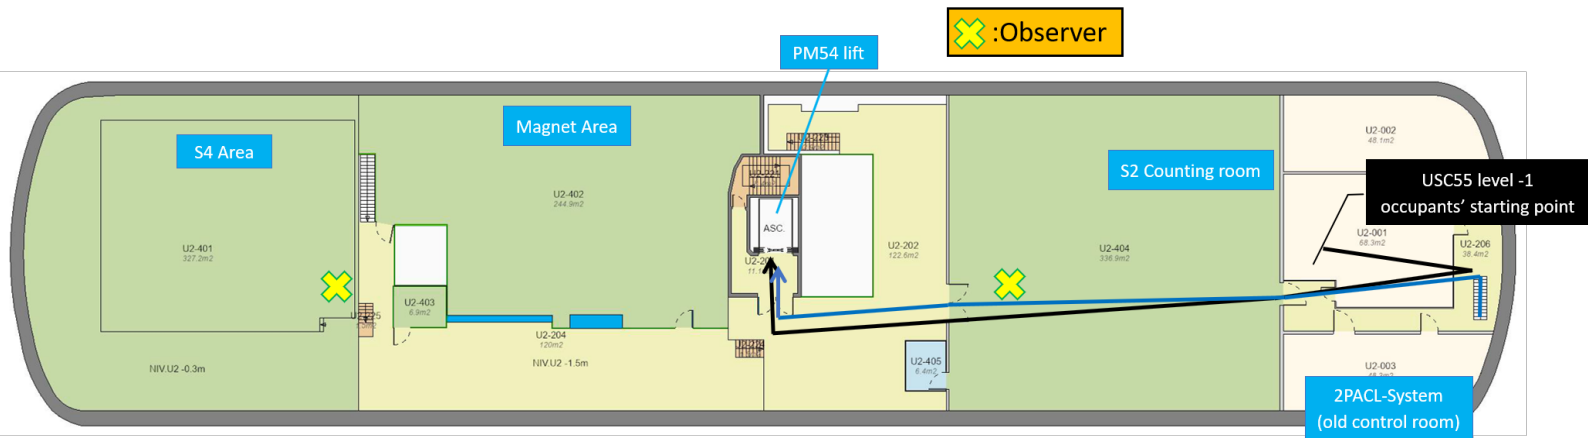 :Observer
PM54 lift
Magnet Area
S4 Area
S2 Counting room
U2-002
48.1m2
USC55 level -1
occupants' starting point
U2-402
244.9m2
ASC.
U2-001
68.3m2
U2-206
38.4m2
U2-401
327.2m2
U2-202
122.6m2
U2-404
336.9m2
U2-403
6.9m2
U2-204
120m2
NIV.U2 -0.3m
NIV.U2 -1.5m
U2-405
6.4m2
U2-003
2PACL-System
(old control room)